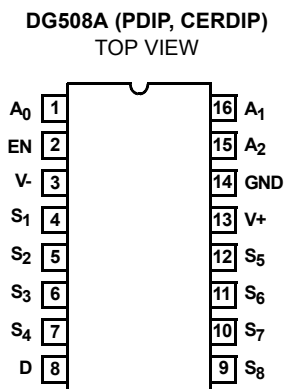 DG508A (PDIP, CERDIP)
TOP VIEW
A0 1 16 A1
EN 2 15 A2
V- 3 14 GND
S1 4 13 V+
S2 5 12 S5
S3 6 11 S6
S4 7 10 S7
D 8 9 S8